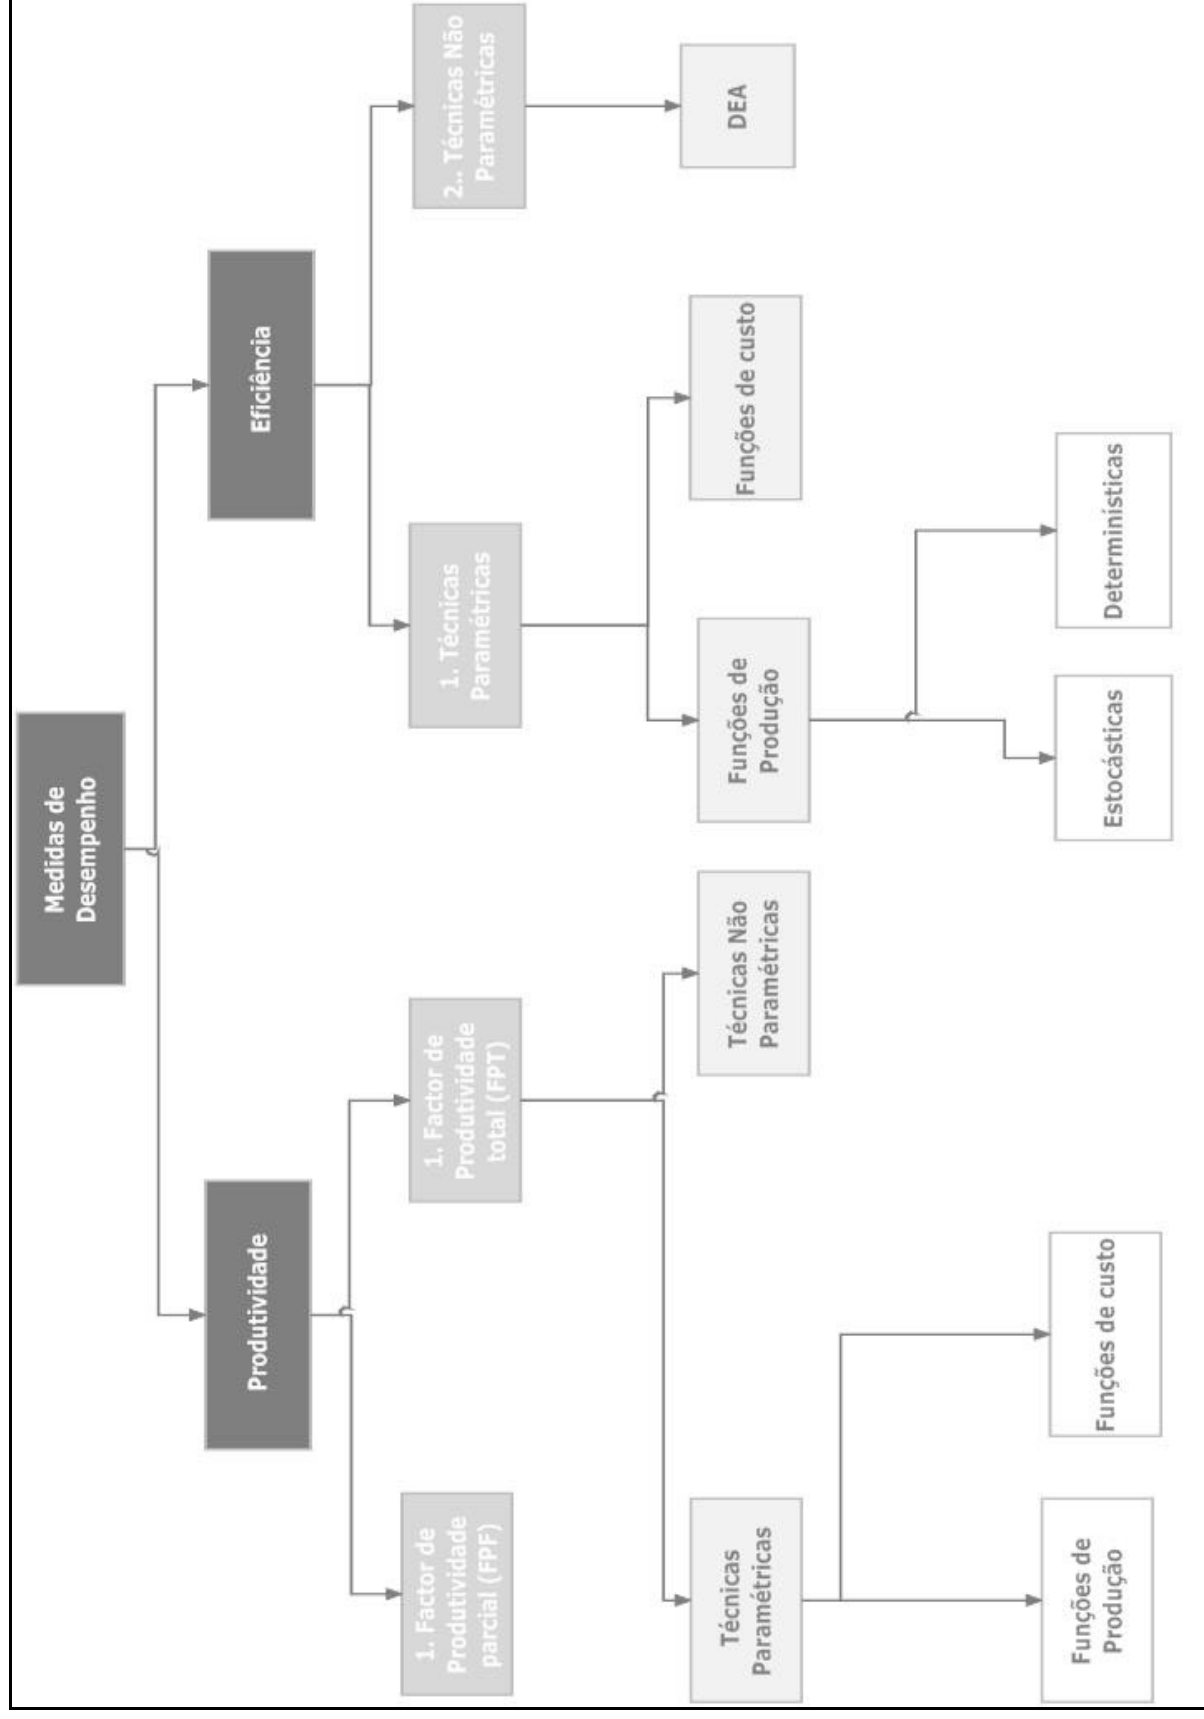 Medidas de
Desempenho
Produtividade
Eficiência
1. Factor de
Produtividade
parcial (FPF)
1. Factor de
Produtividade
total (FPT)
1. Técnicas
Paramétricas
2.. Técnicas Não
Paramétricas
Técnicas
Paramétricas
Técnicas Não
Paramétricas
Funções de
Produção
Funções de custo
DEA
Funções de
Produção
Funções de custo
Estocásticas
Determinísticas